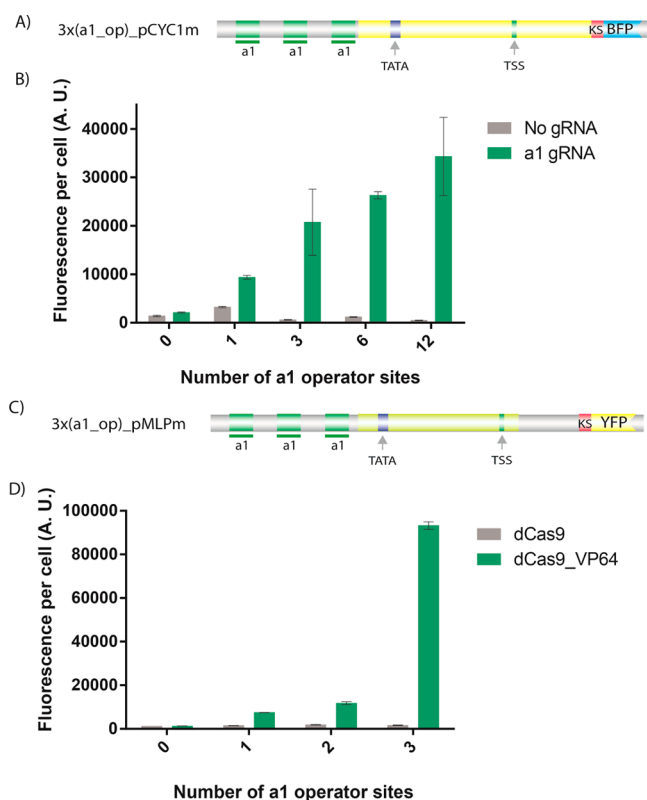 A)
3x(a1_op)_pCYC1m
KS BFP
a1 a1 a1
TATA TSS
B)
Fluorescence per cell (A. U.)
40000
30000
20000
10000
0
No gRNA
a1 gRNA
0 1 3 6 12
Number of a1 operator sites
C)
3x(a1_op)_pMLPm
KS YFP
a1 a1 a1
TATA TSS
D)
Fluorescence per cell (A. U.)
100000
80000
60000
40000
20000
0
dCas9
dCas9_VP64
0 1 2 3
Number of a1 operator sites